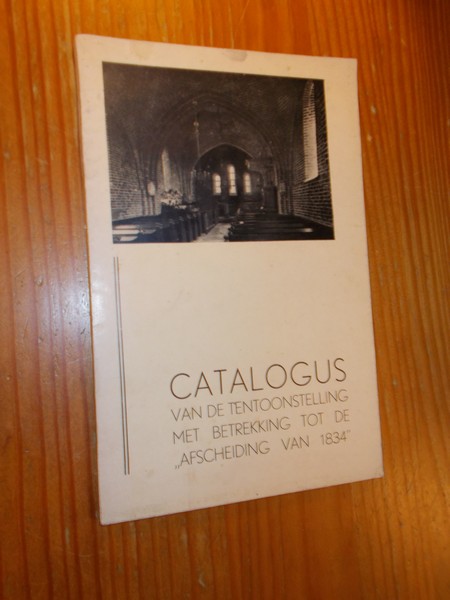 CATALOGUS
VAN DE TENTOONSTELLING
MET BETREKKING TOT DE
„AFSCHEIDING VAN 1834”